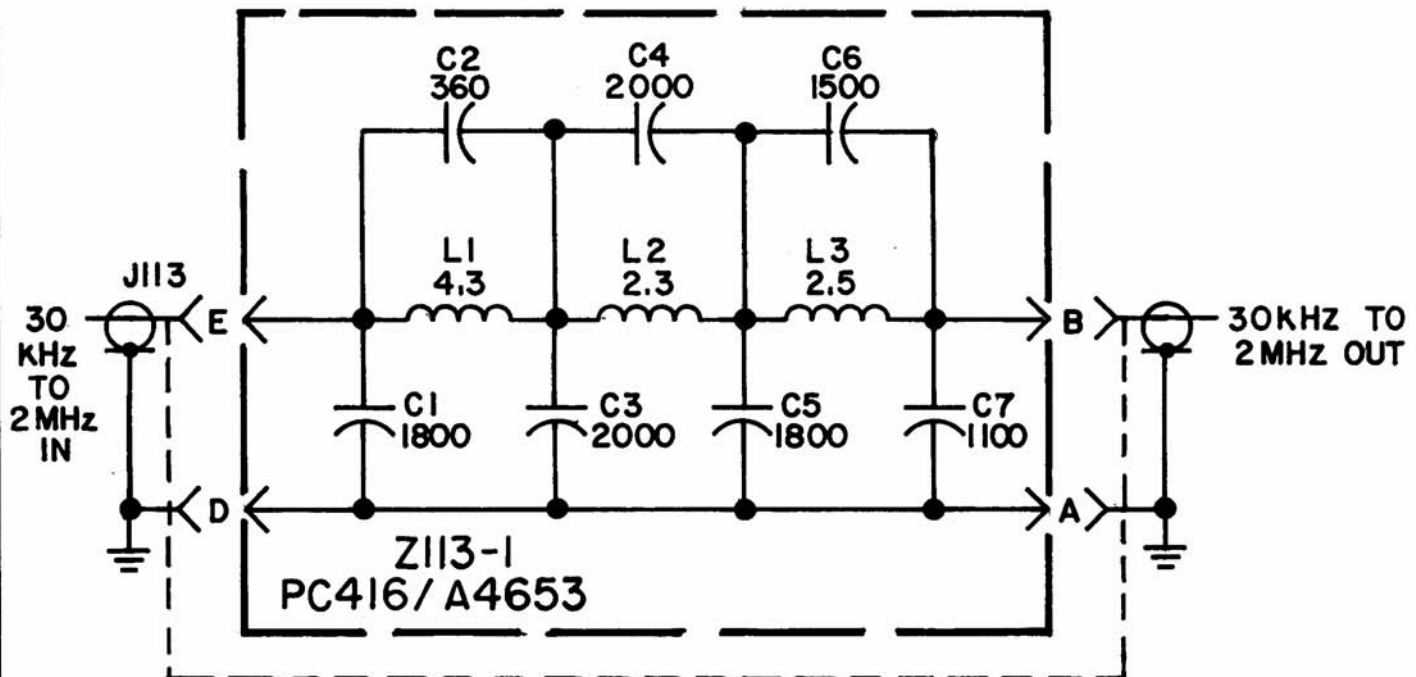 C2
360
C4
2000
C6
1500
L1
4.3
L2
2.3
L3
2.5
J113
30
KHz
TO
2MHz
IN
E
B
30KHz TO
2MHz OUT
C1
1800
C3
2000
C5
1800
C7
1100
D
A
Z113-1
PC416/A4653